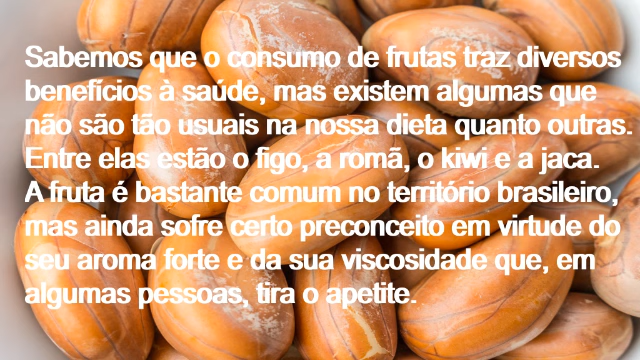 Sabemos que o consumo de frutas traz diversos
benefícios à saúde, mas existem algumas que
não são tão usuais na nossa dieta quanto outras.
Entre elas estão o figo, a romã, o kiwi e a jaca.
A fruta é bastante comum no território brasileiro,
mas ainda sofre certo preconceito em virtude do
seu aroma forte e da sua viscosidade que, em
algumas pessoas, tira o apetite.